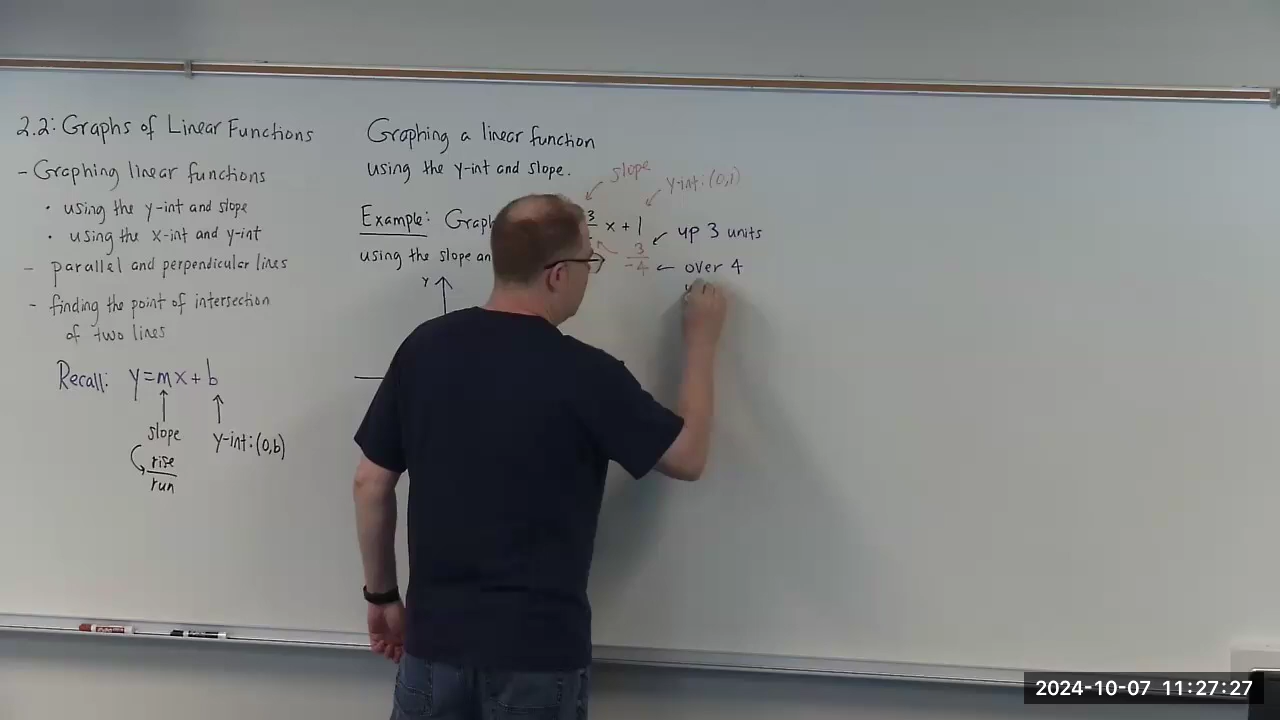 2.2: Graphs of Linear Functions
- Graphing linear functions
• using the y-int and slope
• using the x-int and y-int
- parallel and perpendicular lines
- finding the point of intersection
of two lines
Recall: y=mx+b
slope
y-int: (0,b)
rise
run
Graphing a linear function
using the y-int and slope.
slope
y-int: (0,1)
Example: Graph
3
x+1
up 3 units
using the slope an
3
-4
← over 4
y
2024-10-07 11:27:27